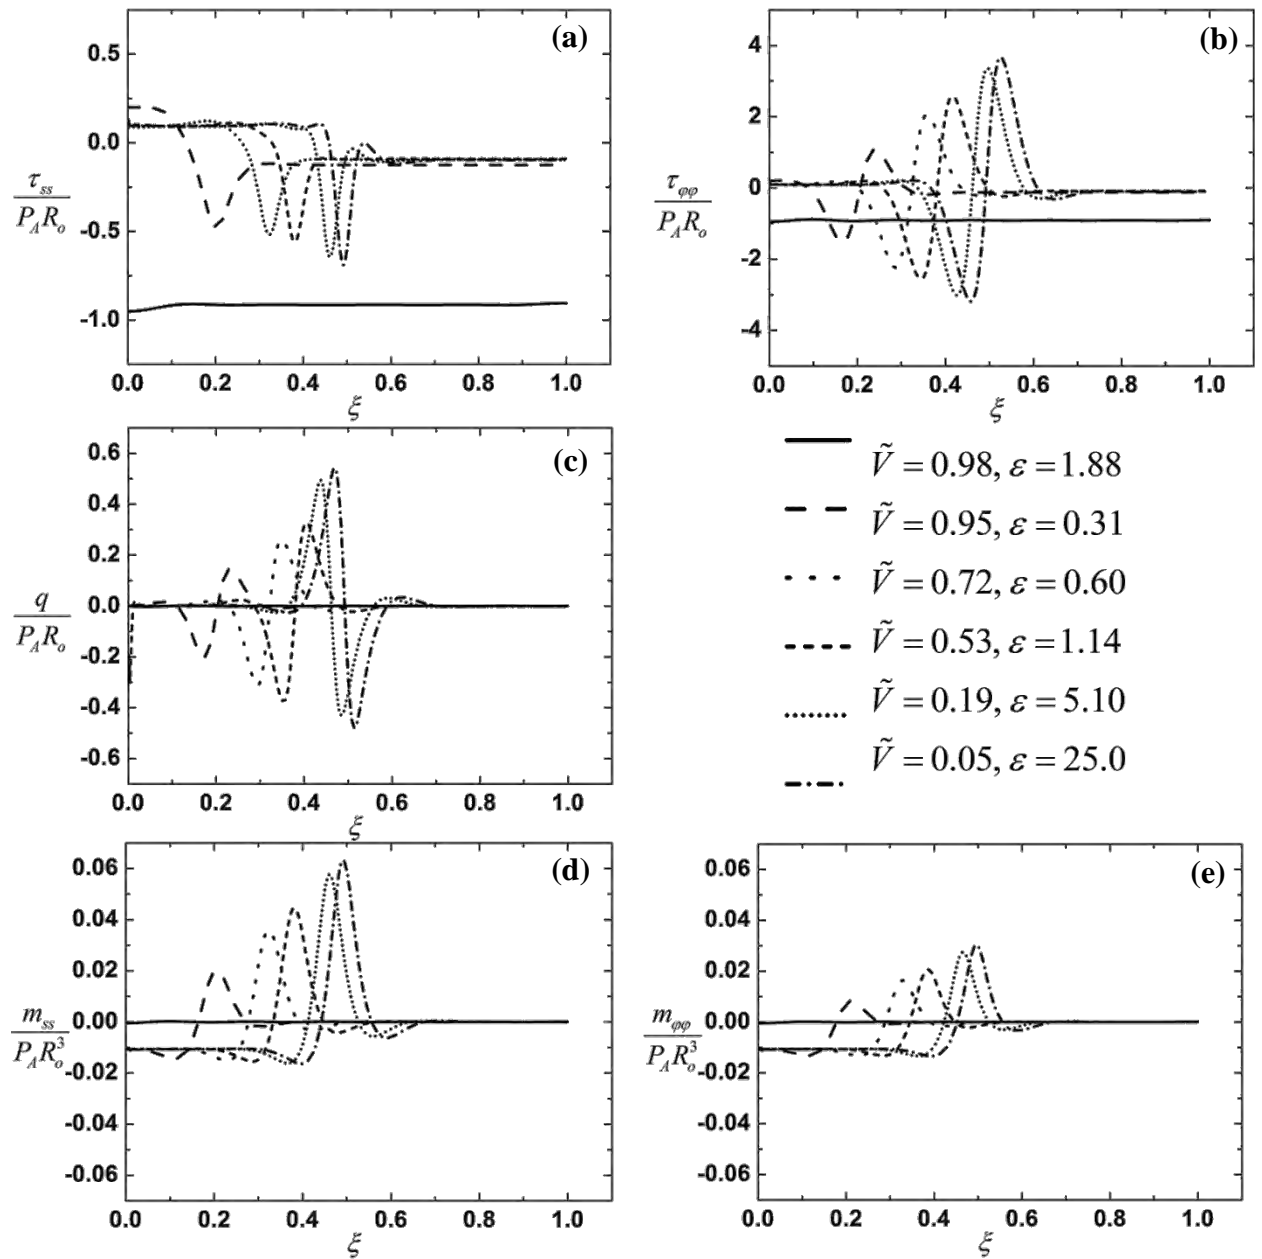 (a)
0.5
0.0
-0.5
-1.0
τ_ss / P_A R_o
0.0 0.2 0.4 0.6 0.8 1.0
ξ
(b)
4
2
0
-2
-4
τ_φφ / P_A R_o
0.0 0.2 0.4 0.6 0.8 1.0
ξ
(c)
0.6
0.4
0.2
0.0
-0.2
-0.4
-0.6
q / P_A R_o
0.0 0.2 0.4 0.6 0.8 1.0
ξ
Ṽ = 0.98, ε = 1.88
Ṽ = 0.95, ε = 0.31
Ṽ = 0.72, ε = 0.60
Ṽ = 0.53, ε = 1.14
Ṽ = 0.19, ε = 5.10
Ṽ = 0.05, ε = 25.0
(d)
0.06
0.04
0.02
0.00
-0.02
-0.04
-0.06
m_ss / P_A R_o^3
0.0 0.2 0.4 0.6 0.8 1.0
ξ
(e)
0.06
0.04
0.02
0.00
-0.02
-0.04
-0.06
m_φφ / P_A R_o^3
0.0 0.2 0.4 0.6 0.8 1.0
ξ